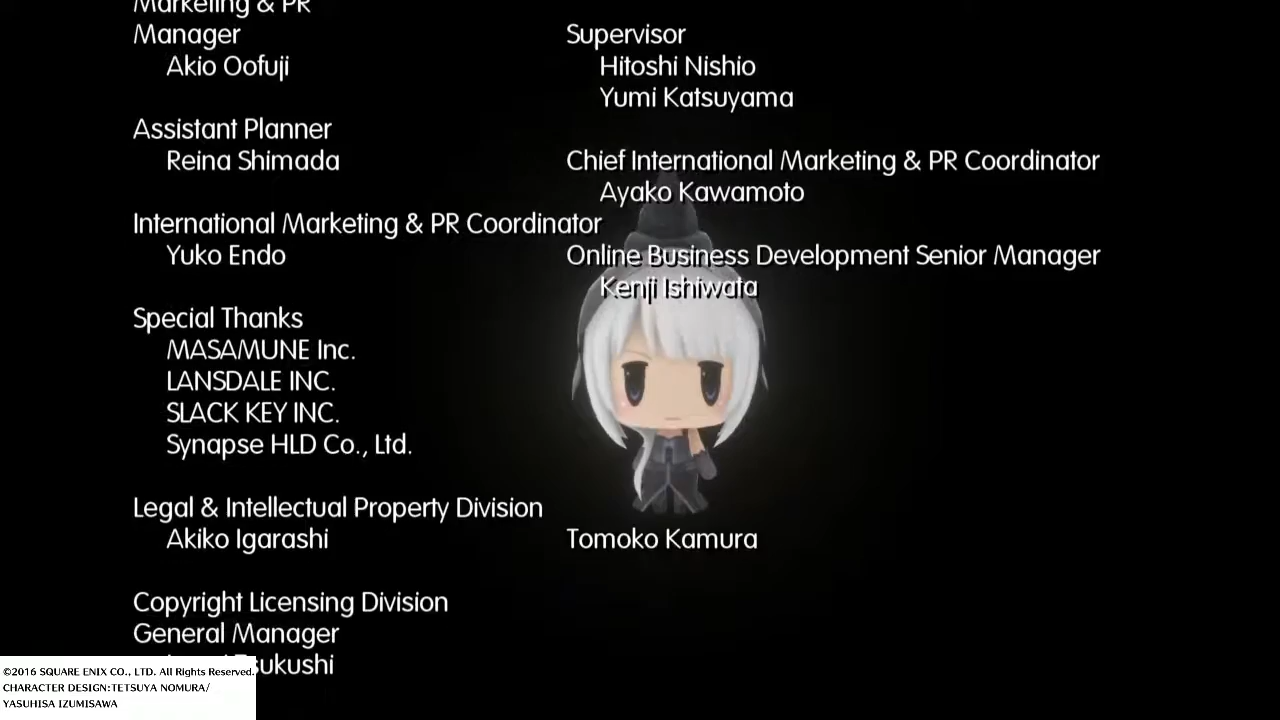 Marketing & PR
Manager
Akio Oofuji
Assistant Planner
Reina Shimada
International Marketing & PR Coordinator
Yuko Endo
Special Thanks
MASAMUNE Inc.
LANSDALE INC.
SLACK KEY INC.
Synapse HLD Co., Ltd.
Legal & Intellectual Property Division
Akiko Igarashi
Copyright Licensing Division
General Manager
Supervisor
Hitoshi Nishio
Yumi Katsuyama
Chief International Marketing & PR Coordinator
Ayako Kawamoto
Online Business Development Senior Manager
Kenji Ishiwata
Tomoko Kamura
©2016 SQUARE ENIX CO., LTD. All Rights Reserved.
CHARACTER DESIGN:TETSUYA NOMURA/
YASUHISA IZUMISAWA